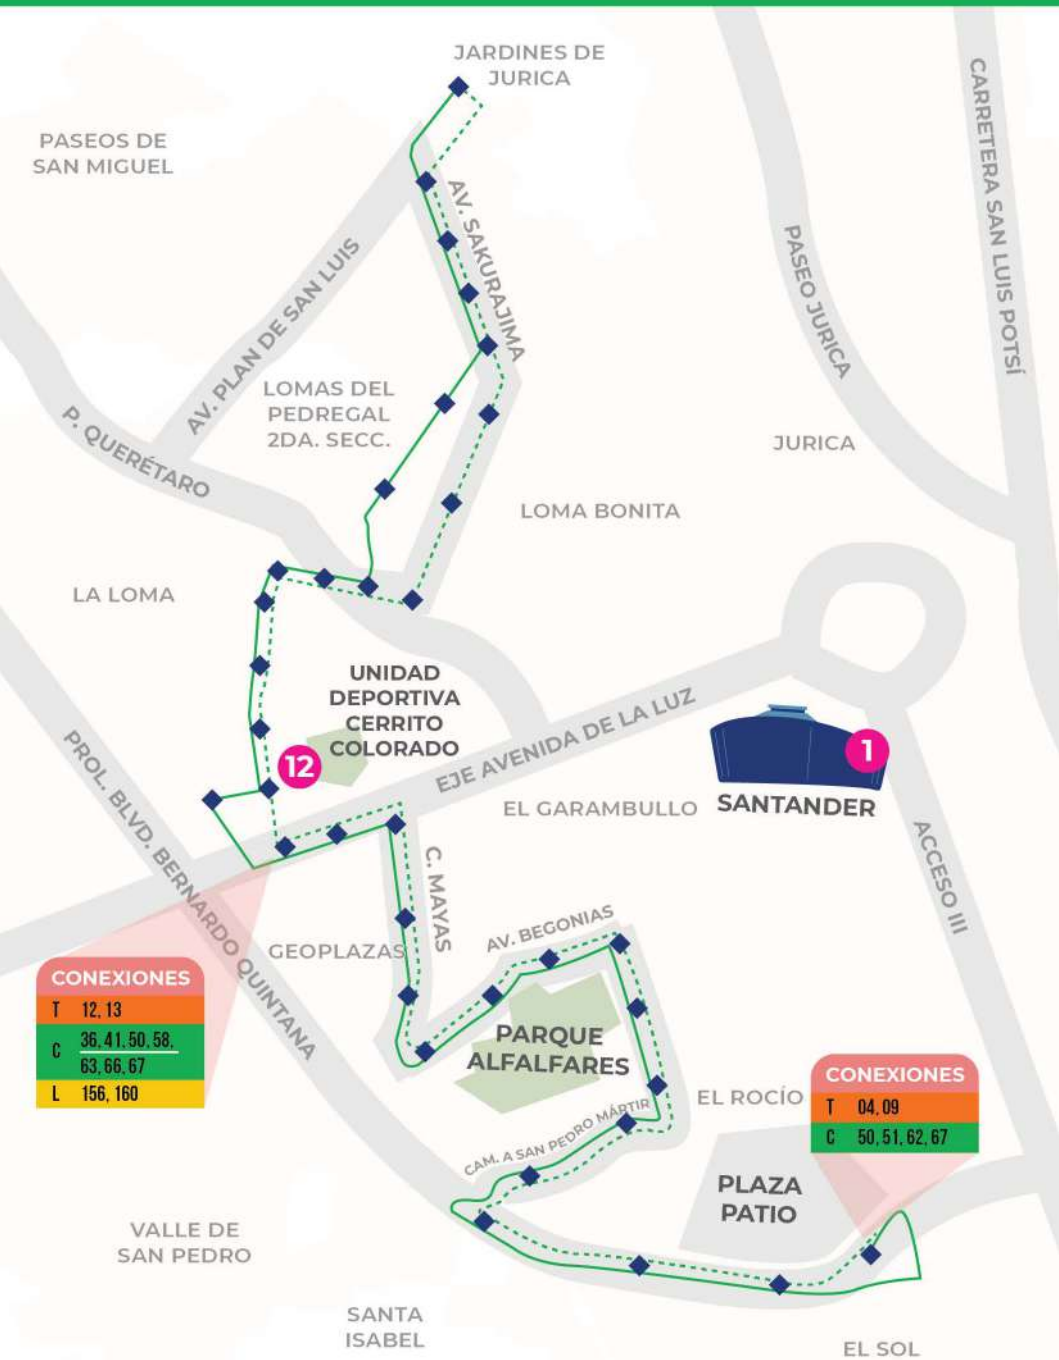 JARDINES DE
JURICA
PASEOS DE
SAN MIGUEL
CARRETERA SAN LUIS POTSÍ
AV. SAKURAJIMA
PASEO JURICA
AV. PLAN DE SAN LUIS
LOMAS DEL
PEDREGAL
2DA. SECC.
P. QUERÉTARO
JURICA
LOMA BONITA
LA LOMA
UNIDAD
DEPORTIVA
CERRITO
COLORADO
12
EJE AVENIDA DE LA LUZ
1
SANTANDER
EL GARAMBULLO
PROL. BLVD. BERNARDO QUINTANA
ACCESO III
C. MAYAS
AV. BEGONIAS
GEOPLAZAS
CONEXIONES
T 12, 13
C 36, 41, 50, 58,
63, 66, 67
L 156, 160
PARQUE
ALFALFARES
EL ROCÍO
CONEXIONES
T 04, 09
C 50, 51, 62, 67
CAM. A SAN PEDRO MÁRTIR
PLAZA
PATIO
VALLE DE
SAN PEDRO
SANTA
ISABEL
EL SOL